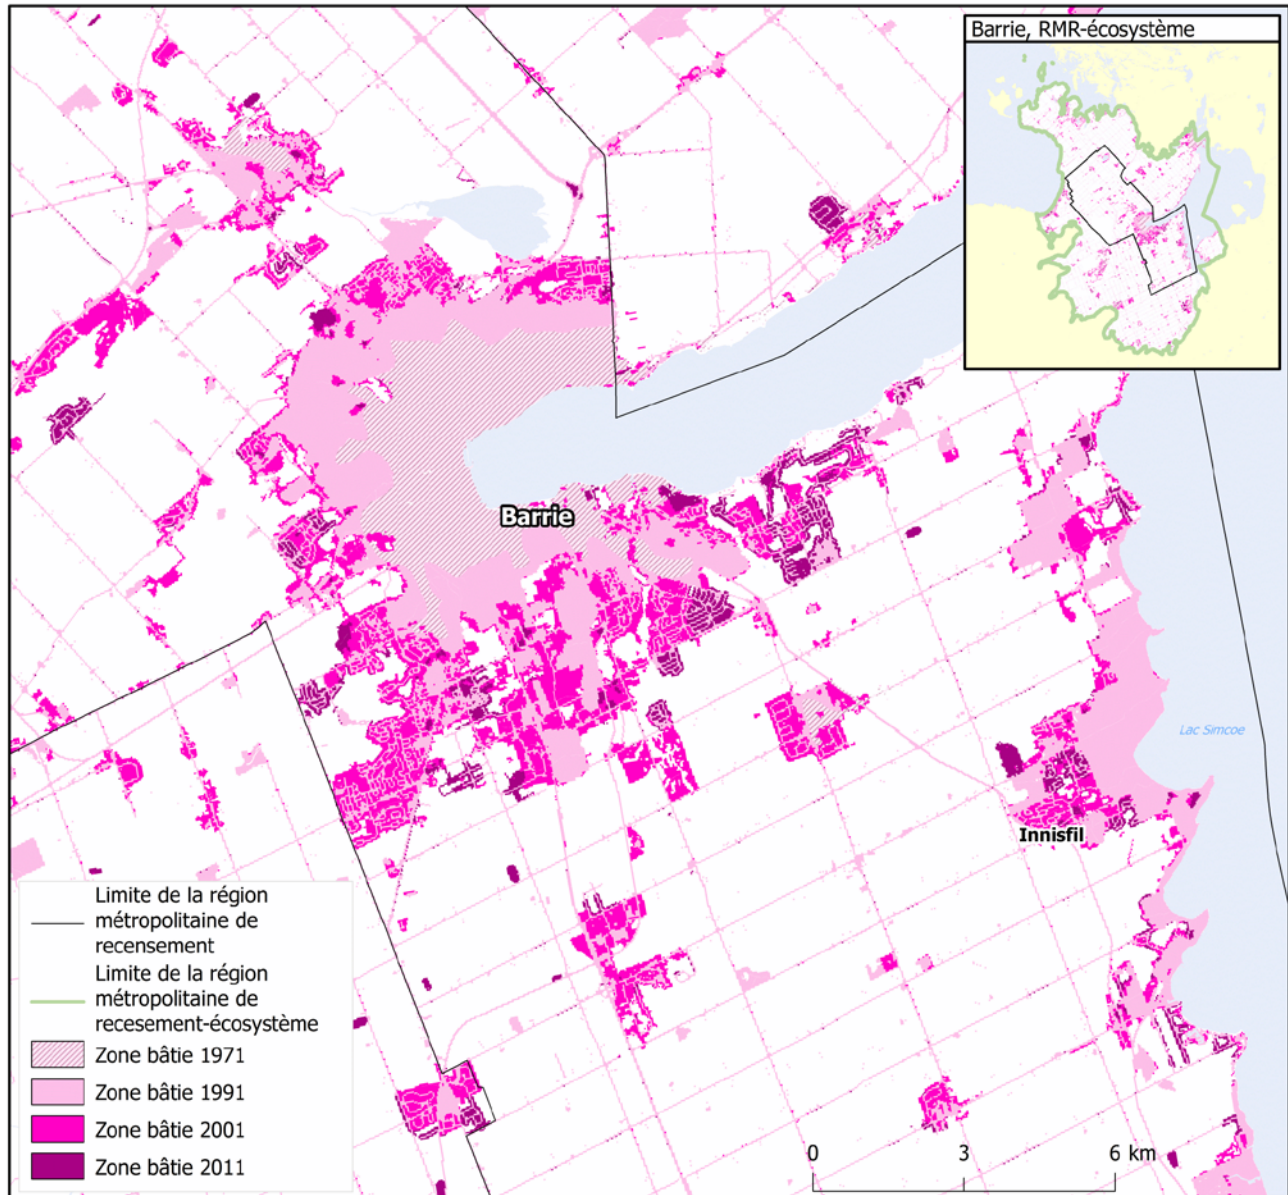 Barrie, RMR-écosystème
Barrie
Lac Simcoe
Innisfil
Limite de la région
métropolitaine de
recensement
Limite de la région
métropolitaine de
recesement-écosystème
Zone bâtie 1971
Zone bâtie 1991
Zone bâtie 2001
Zone bâtie 2011
0 3 6 km